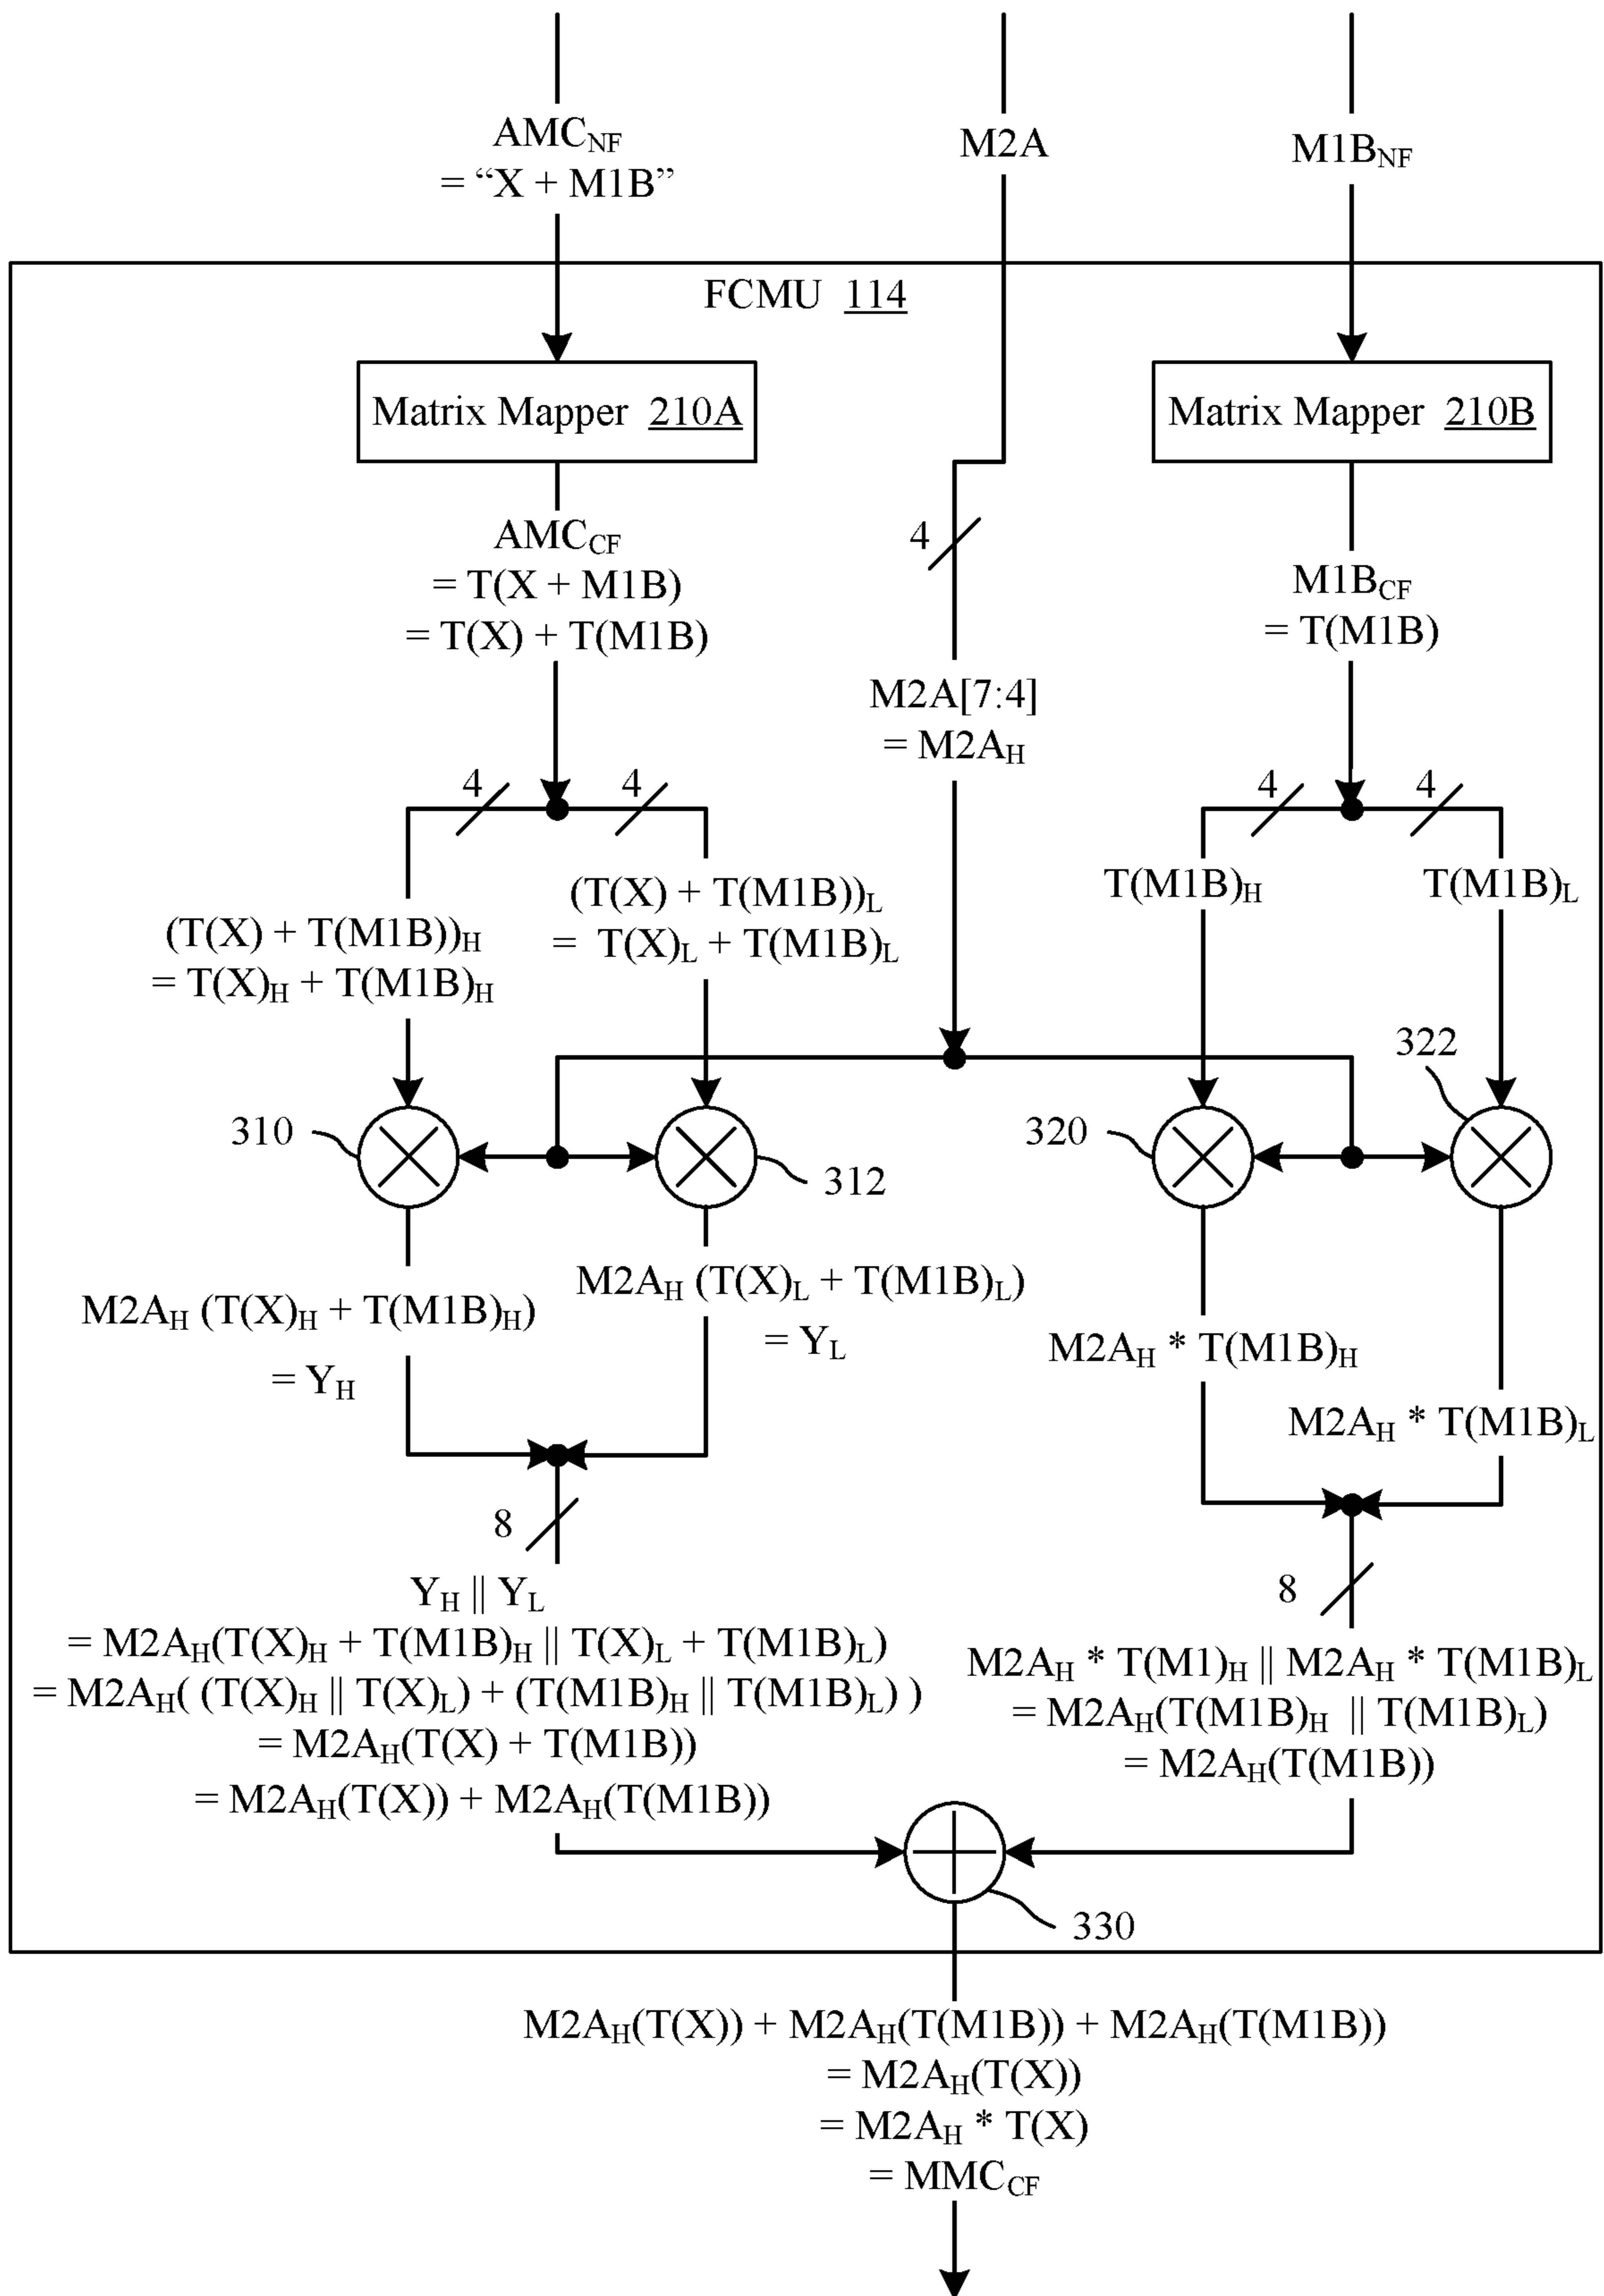 AMC_NF
= “X + M1B”
M2A
M1B_NF
FCMU 114
Matrix Mapper 210A
Matrix Mapper 210B
AMC_CF
= T(X + M1B)
= T(X) + T(M1B)
4
M1B_CF
= T(M1B)
M2A[7:4]
= M2A_H
4
4
4
4
(T(X) + T(M1B))_H
= T(X)_H + T(M1B)_H
(T(X) + T(M1B))_L
= T(X)_L + T(M1B)_L
T(M1B)_H
T(M1B)_L
310
312
320
322
M2A_H (T(X)_H + T(M1B)_H)
= Y_H
M2A_H (T(X)_L + T(M1B)_L)
= Y_L
M2A_H * T(M1B)_H
M2A_H * T(M1B)_L
8
Y_H || Y_L
= M2A_H(T(X)_H + T(M1B)_H || T(X)_L + T(M1B)_L)
= M2A_H( (T(X)_H || T(X)_L) + (T(M1B)_H || T(M1B)_L) )
= M2A_H(T(X) + T(M1B))
= M2A_H(T(X)) + M2A_H(T(M1B))
8
M2A_H * T(M1)_H || M2A_H * T(M1B)_L
= M2A_H(T(M1B)_H || T(M1B)_L)
= M2A_H(T(M1B))
330
M2A_H(T(X)) + M2A_H(T(M1B)) + M2A_H(T(M1B))
= M2A_H(T(X))
= M2A_H * T(X)
= MMC_CF